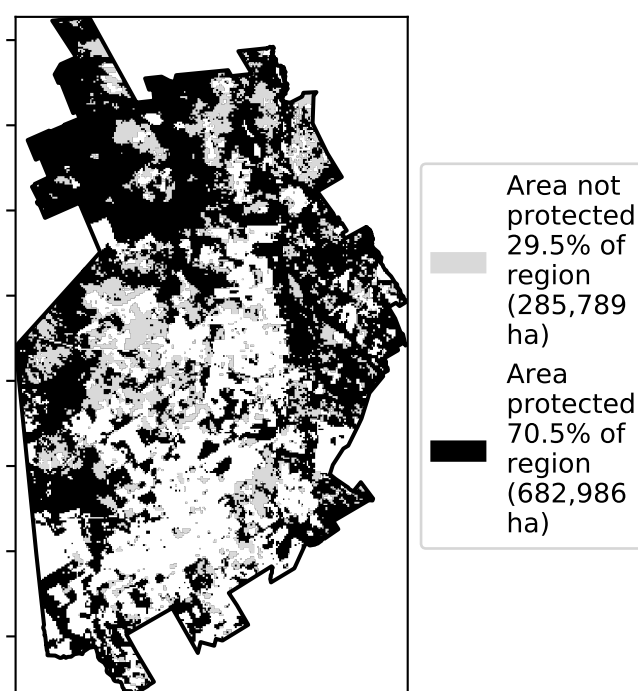 Area not
protected
29.5% of
region
(285,789
ha)
Area
protected
70.5% of
region
(682,986
ha)